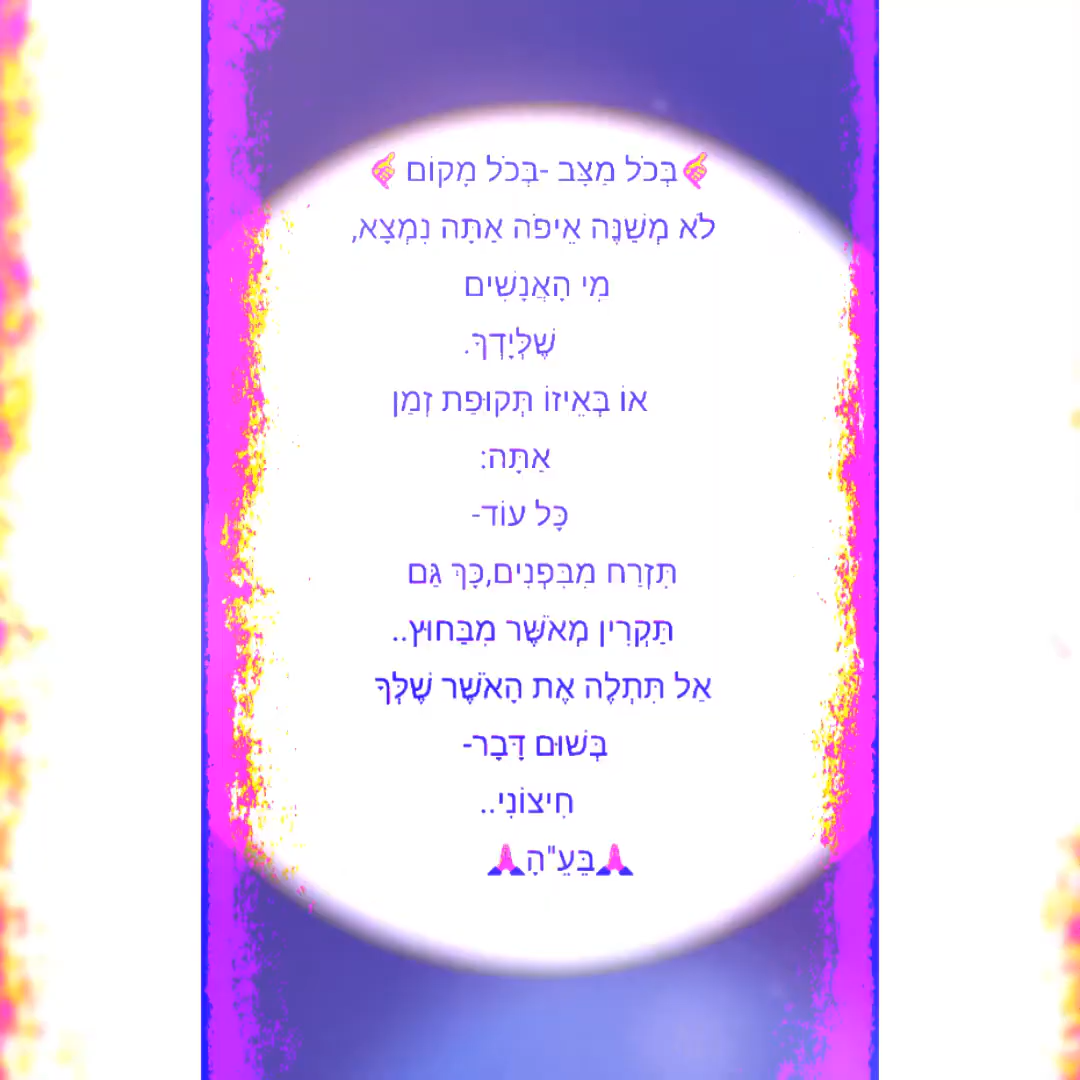 🤙בְּכֹל מַצָּב -בְּכֹל מָקוֹם🤙
לֹא מְשַׁנֶּה אֵיפֹה אַתָּה נִמְצָא,
מִי הָאֲנָשִׁים
שֶׁלְּיָדְךָּ.
אוֹ בְּאֵיזוֹ תְּקוּפַת זְמַן
אַתָּה:
כָּל עוֹד-
תִּזְרַח מִבִּפְנִים,כָּךְ גַּם
תַּקְרִין מְאֹשֶּׁר מִבַּחוּץ..
אַל תִּתְלֶה אֶת הָאֹשֶּׁר שֶׁלְּךָּ
בְּשׁוּם דָּבָר-
חִיצוֹנִי..
🙏בֵּעֵ"הָ🙏